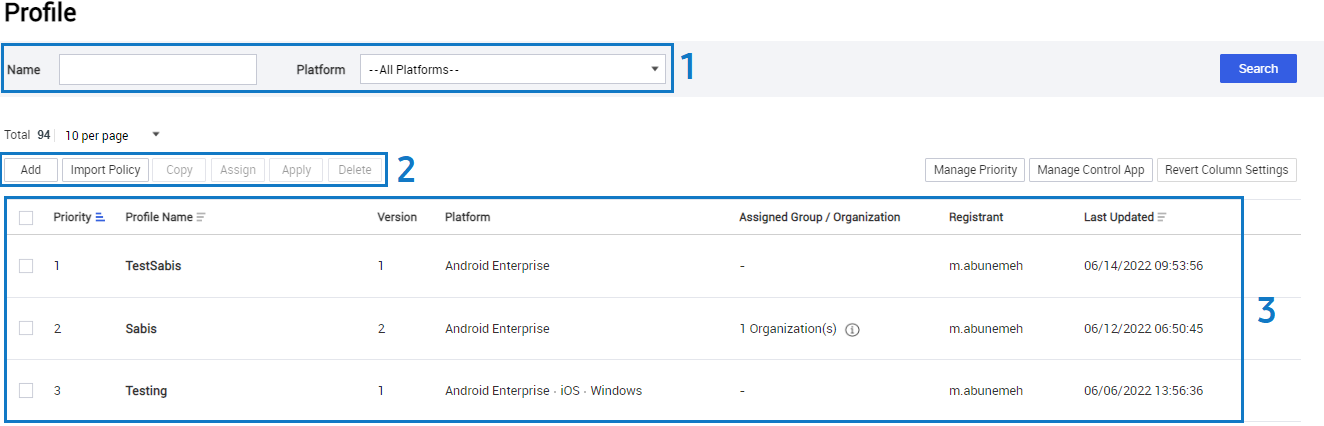 Profile
Name Platform --All Platforms-- 1 Search
Total 94 10 per page
Add Import Policy Copy Assign Apply Delete 2 Manage Priority Manage Control App Revert Column Settings
Priority Profile Name Version Platform Assigned Group / Organization Registrant Last Updated
1 TestSabis 1 Android Enterprise - m.abunemeh 06/14/2022 09:53:56
3
2 Sabis 2 Android Enterprise 1 Organization(s) m.abunemeh 06/12/2022 06:50:45
3 Testing 1 Android Enterprise · iOS · Windows - m.abunemeh 06/06/2022 13:56:36